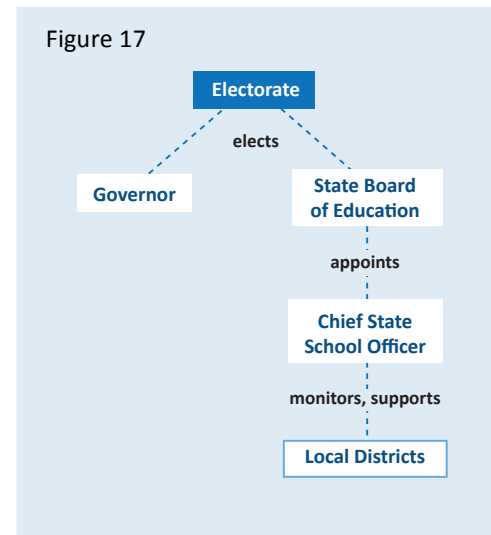 Figure 17
Electorate
elects
Governor
State Board
of Education
appoints
Chief State
School Officer
monitors, supports
Local Districts